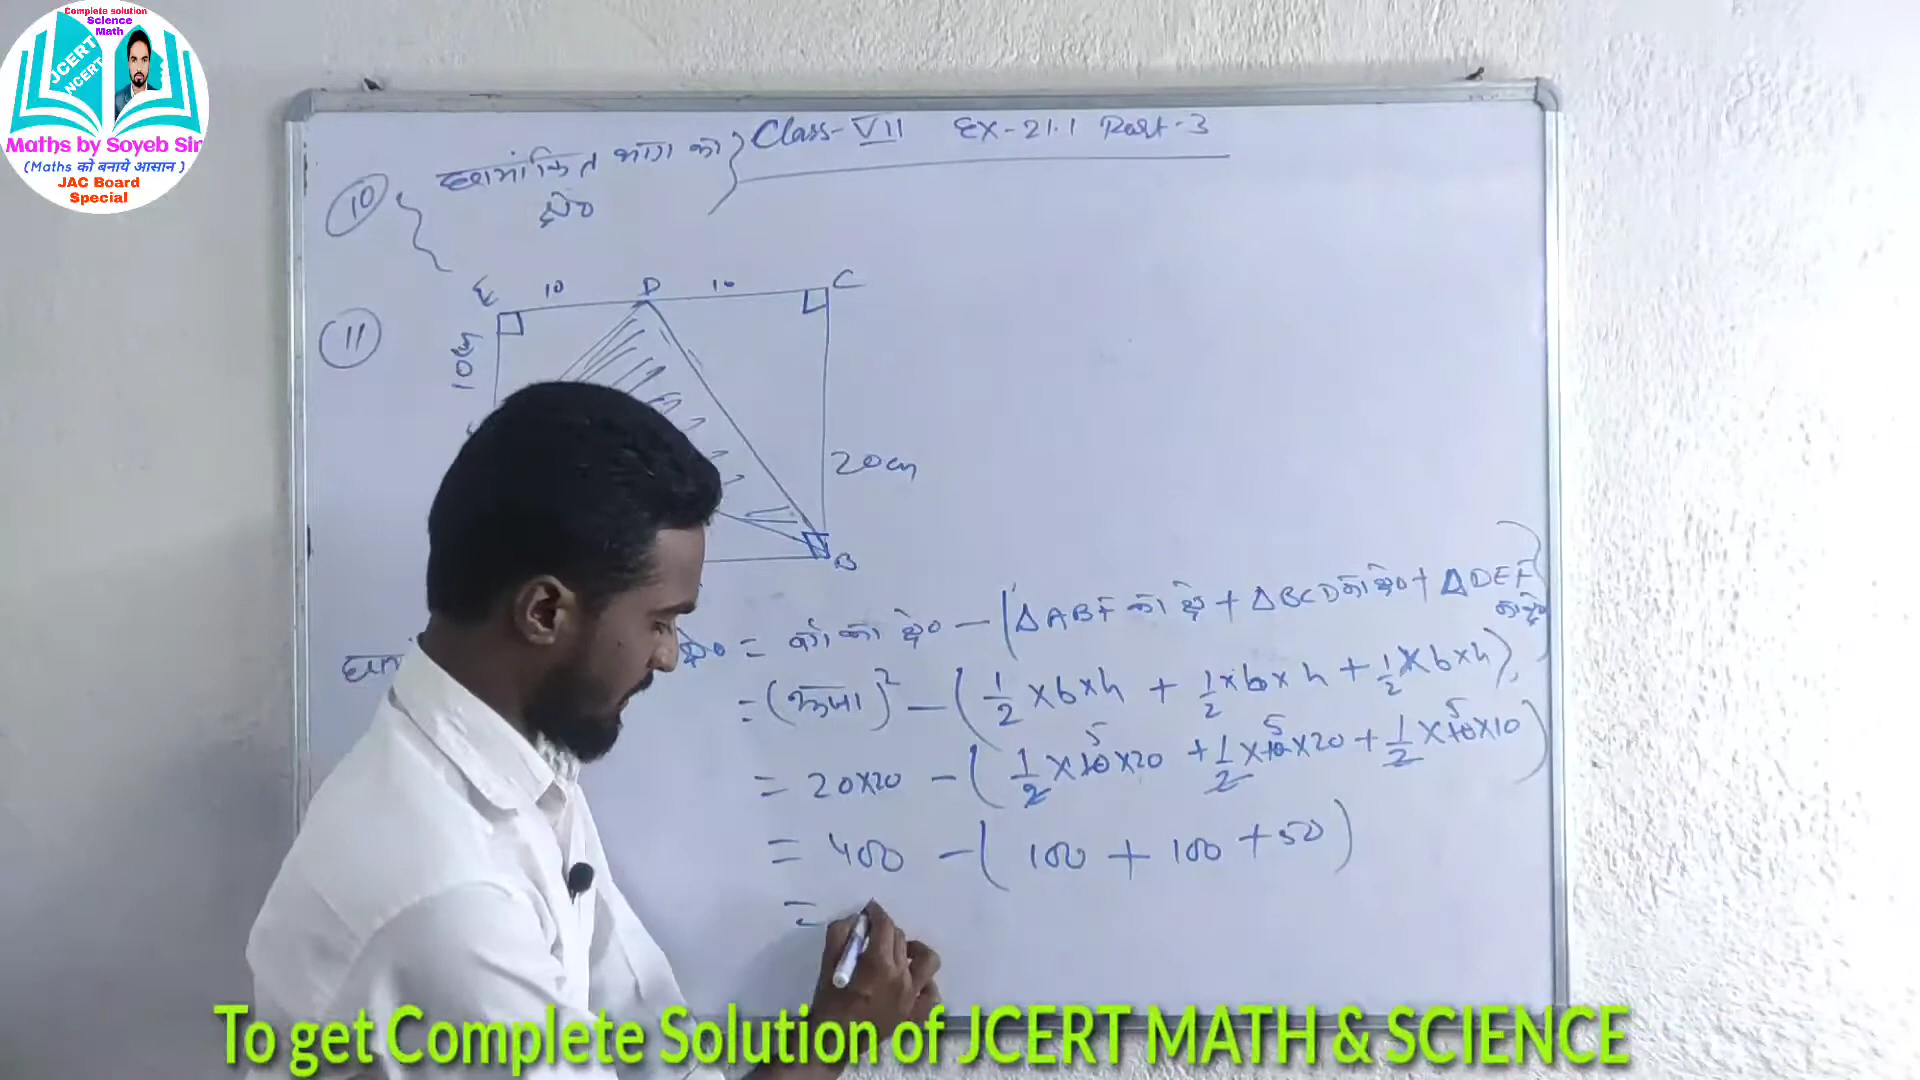 Complete solution
Science
Math
JCERT
NCERT
Maths by Soyeb Sir
(Maths को बनाये आसान)
JAC Board
Special
Class-VII Ex-21.1 Part-3
10 छायांकित भाग का
क्षे०
11
E 10 D 10 C
10cm
20cm
B
क्षे० = वर्ग का क्षे० - (ΔABF का क्षे + ΔBCD का क्षे० + ΔDEF
का क्षे०)
= (भुजा)² - (1/2 ×b×h + 1/2 ×b×h + 1/2 ×b×h)
= 20×20 - (1/2 ×10×20 + 1/2 ×10×20 + 1/2 ×10×10)
5 5 5
= 400 - (100 + 100 + 50)
=
To get Complete Solution of JCERT MATH & SCIENCE